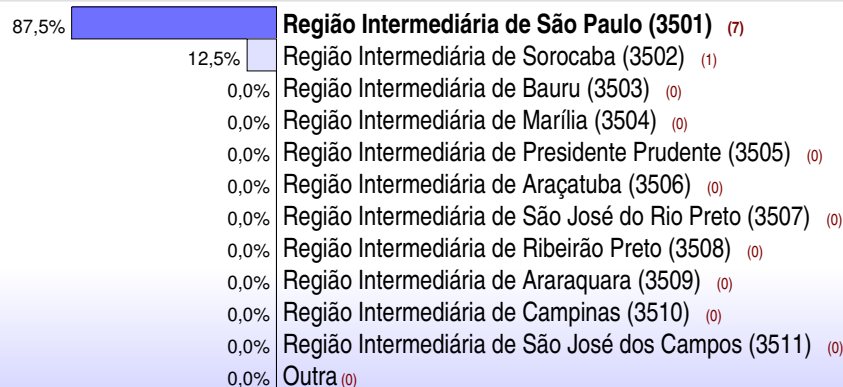 87,5% Região Intermediária de São Paulo (3501) (7)
12,5% Região Intermediária de Sorocaba (3502) (1)
0,0% Região Intermediária de Bauru (3503) (0)
0,0% Região Intermediária de Marília (3504) (0)
0,0% Região Intermediária de Presidente Prudente (3505) (0)
0,0% Região Intermediária de Araçatuba (3506) (0)
0,0% Região Intermediária de São José do Rio Preto (3507) (0)
0,0% Região Intermediária de Ribeirão Preto (3508) (0)
0,0% Região Intermediária de Araraquara (3509) (0)
0,0% Região Intermediária de Campinas (3510) (0)
0,0% Região Intermediária de São José dos Campos (3511) (0)
0,0% Outra (0)